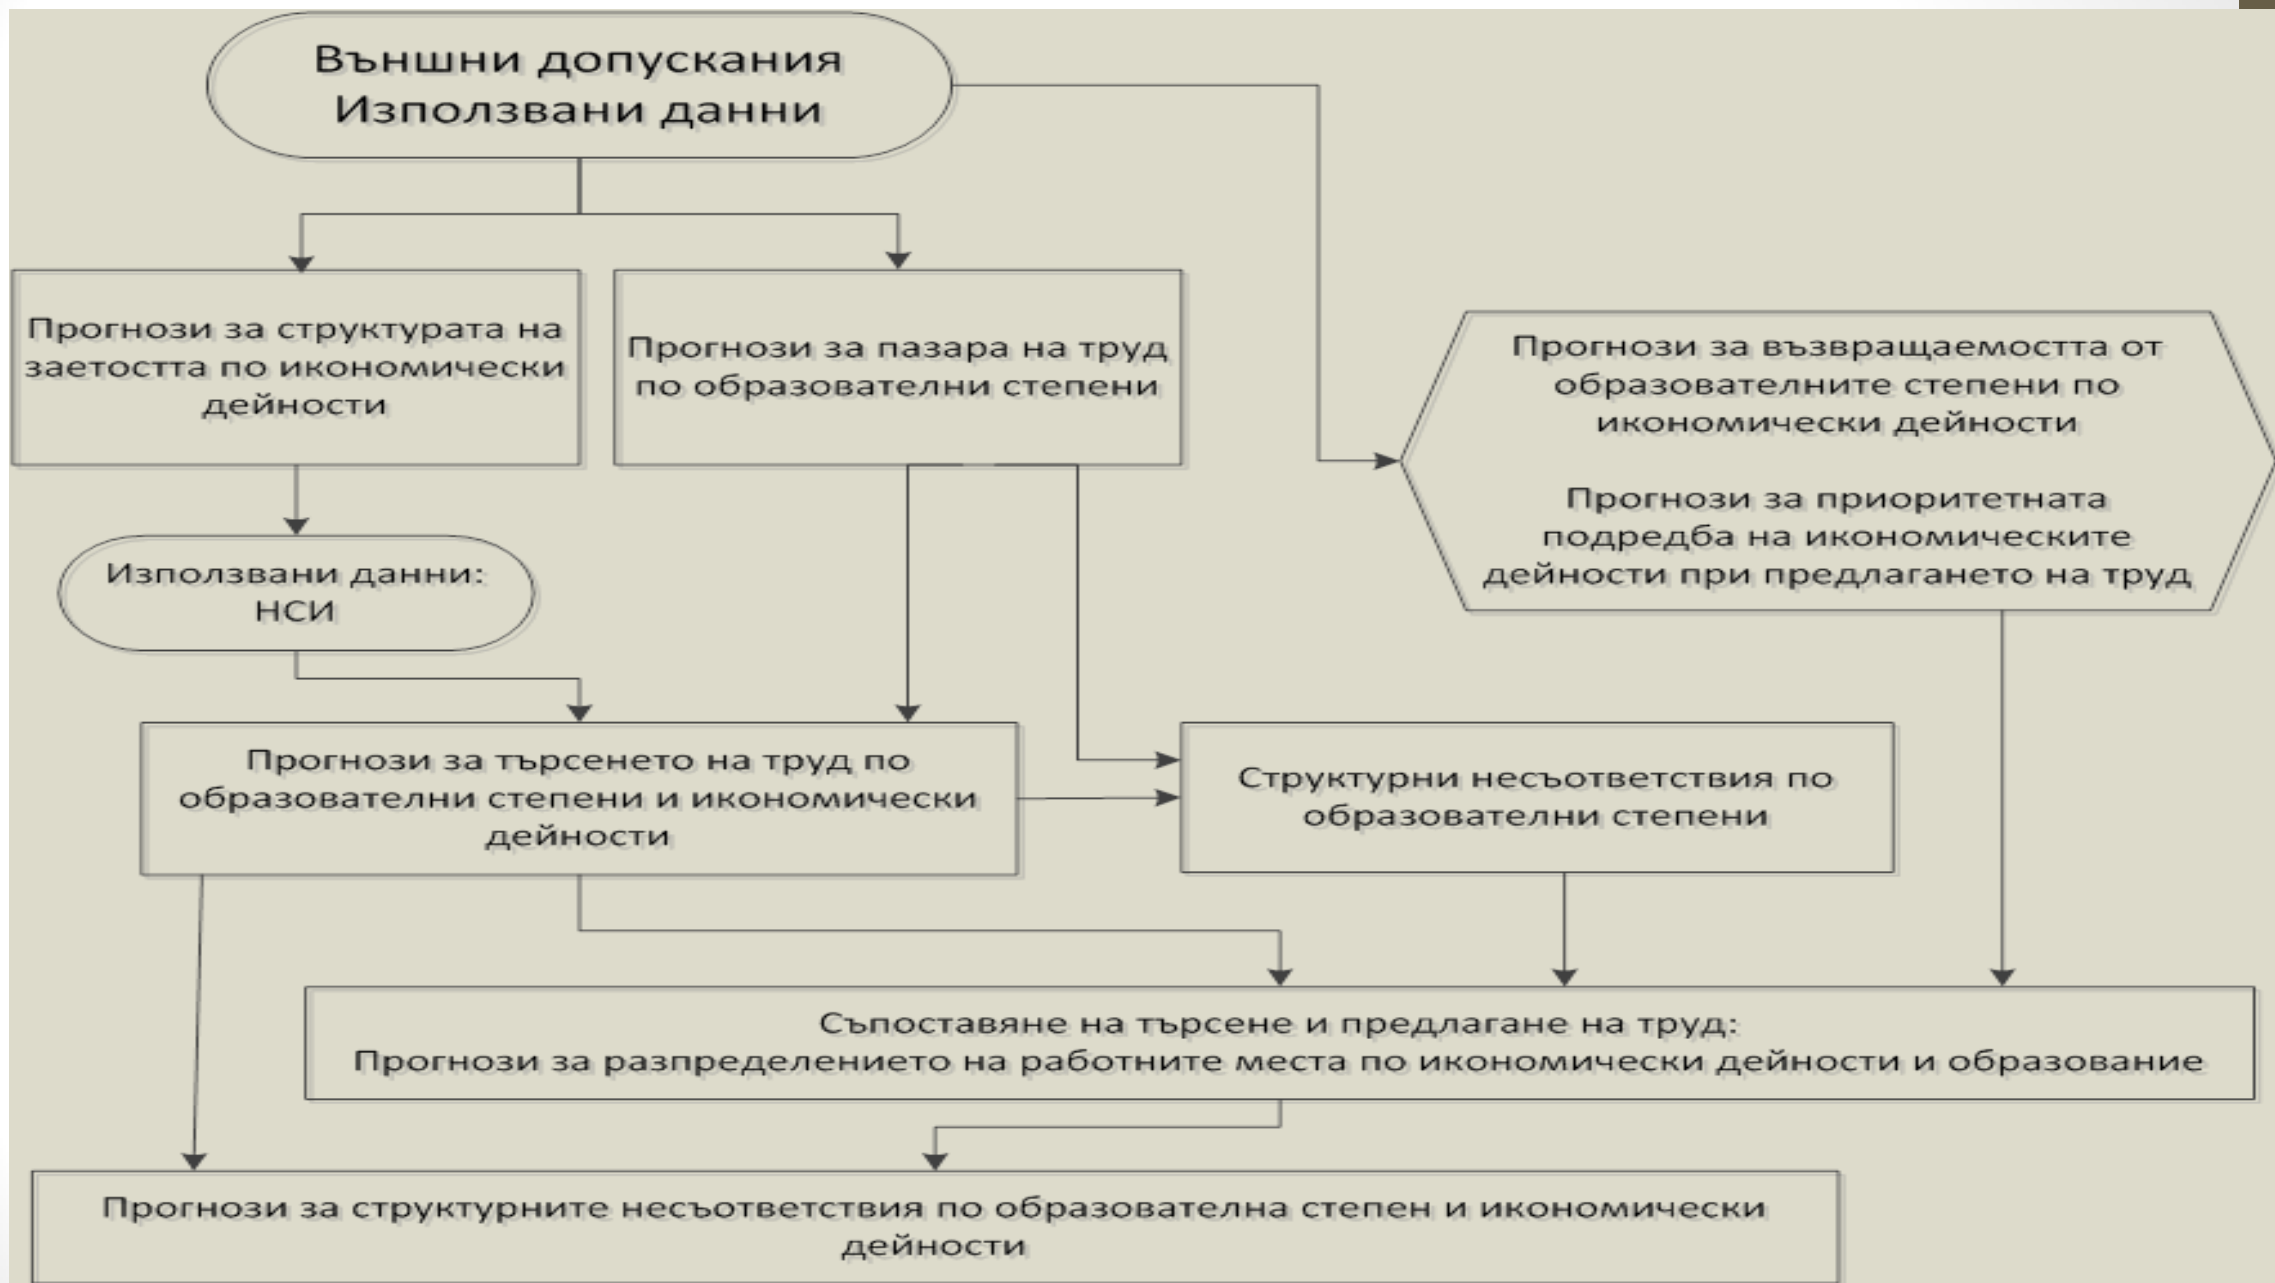 Външни допускания
Използвани данни
Прогнози за структурата на
заетостта по икономически
дейности
Прогнози за пазара на труд
по образователни степени
Прогнози за възвращаемостта от
образователните степени по
икономически дейности
Прогнози за приоритетната
подредба на икономическите
дейности при предлагането на труд
Използвани данни:
НСИ
Прогнози за търсенето на труд по
образователни степени и икономически
дейности
Структурни несъответствия по
образователни степени
Съпоставяне на търсене и предлагане на труд:
Прогнози за разпределението на работните места по икономически дейности и образование
Прогнози за структурните несъответствия по образователна степен и икономически
дейности